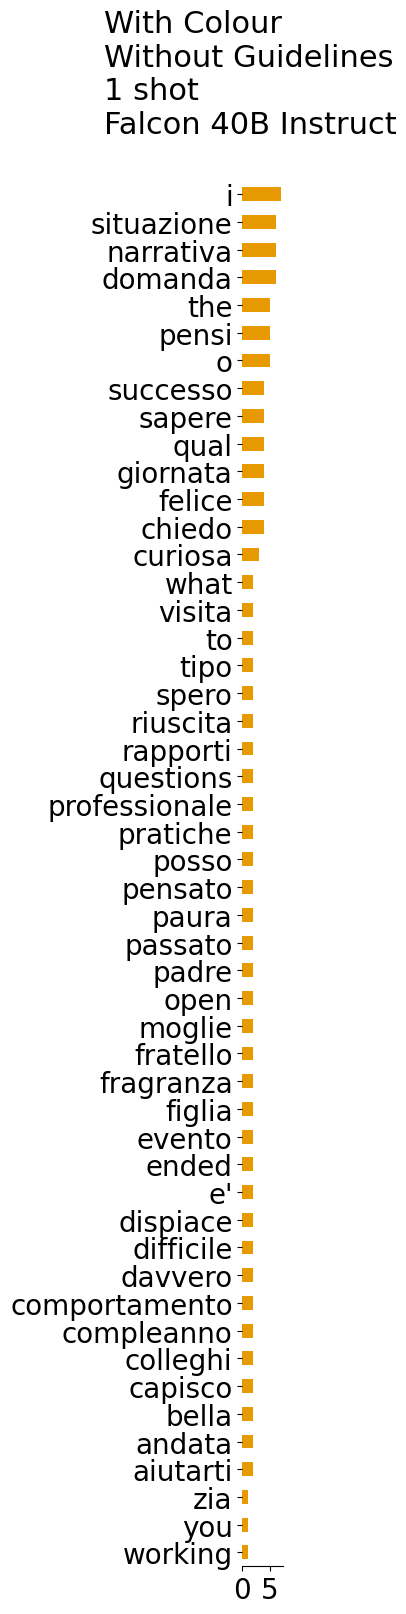 With Colour
Without Guidelines
1 shot
Falcon 40B Instruct
i
situazione
narrativa
domanda
the
pensi
o
successo
sapere
qual
giornata
felice
chiedo
curiosa
what
visita
to
tipo
spero
riuscita
rapporti
questions
professionale
pratiche
posso
pensato
paura
passato
padre
open
moglie
fratello
fragranza
figlia
evento
ended
e'
dispiace
difficile
davvero
comportamento
compleanno
colleghi
capisco
bella
andata
aiutarti
zia
you
working
0 5